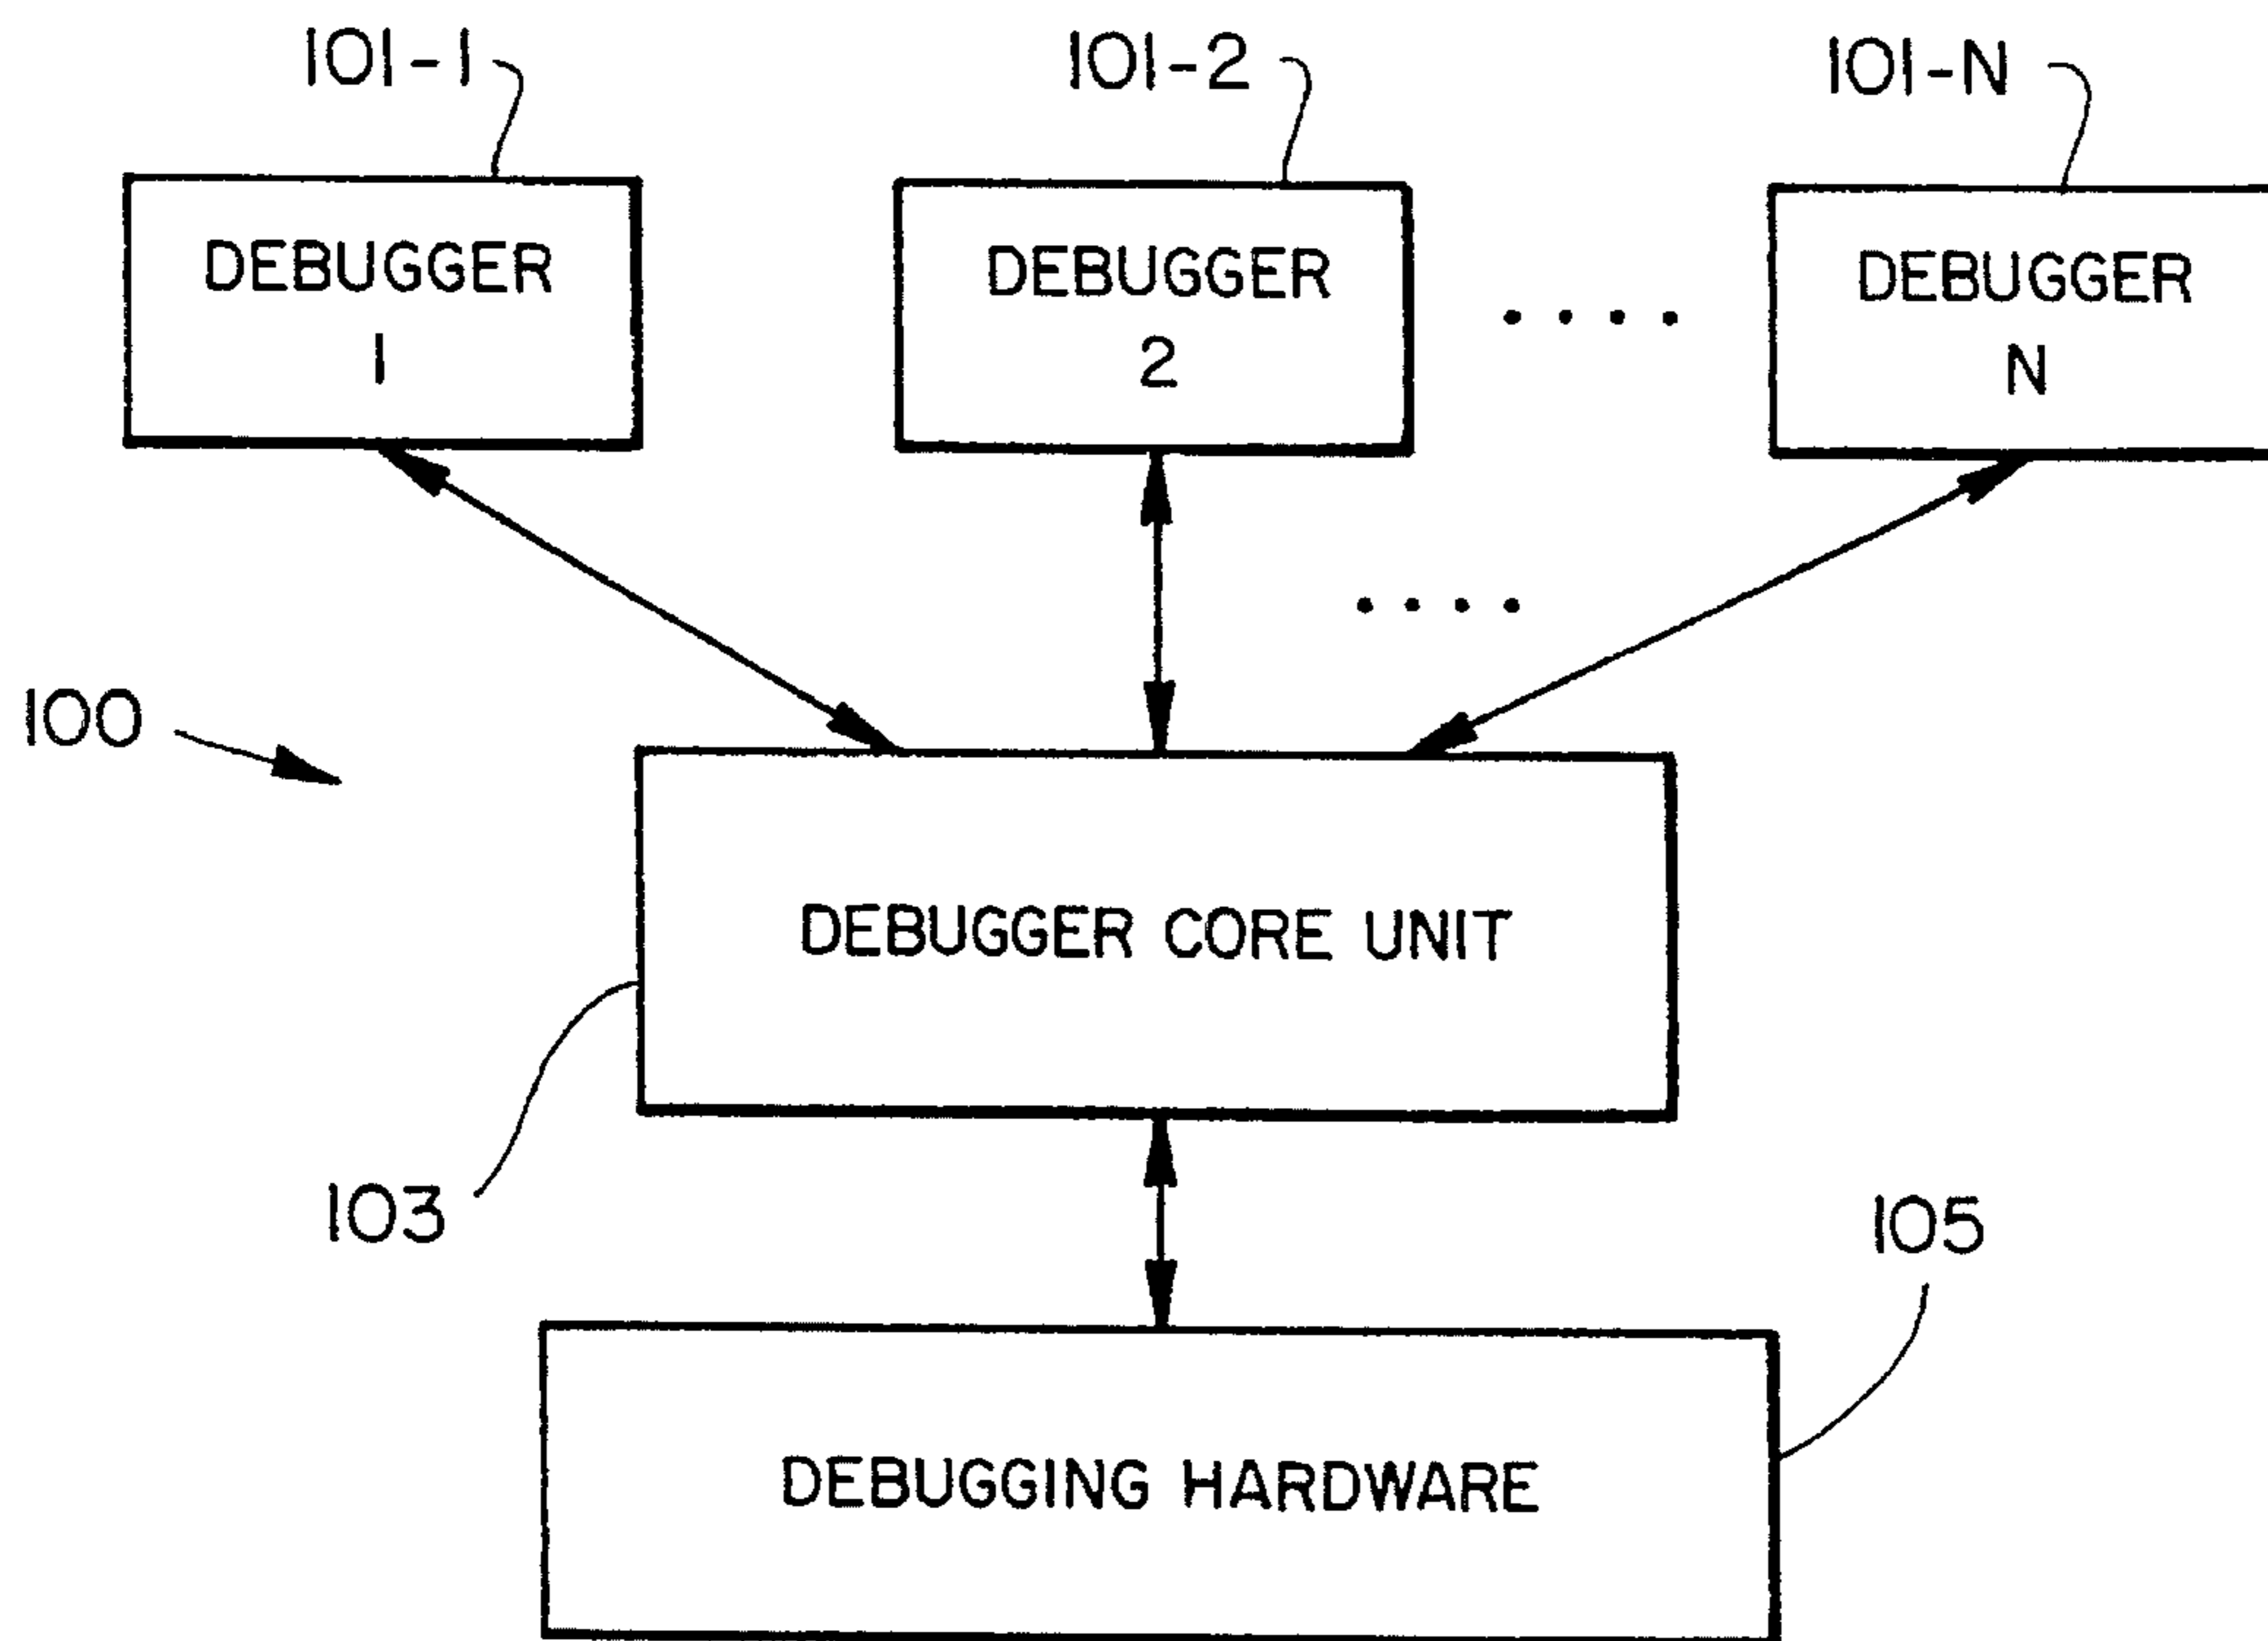 101-1
101-2
101-N
DEBUGGER
1
DEBUGGER
2
DEBUGGER
N
100
DEBUGGER CORE UNIT
103
105
DEBUGGING HARDWARE